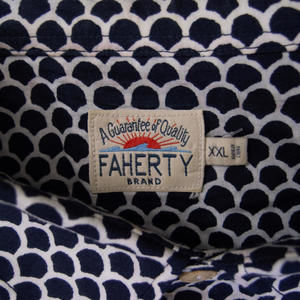 A Guarantee of Quality
FAHERTY
BRAND
XXL